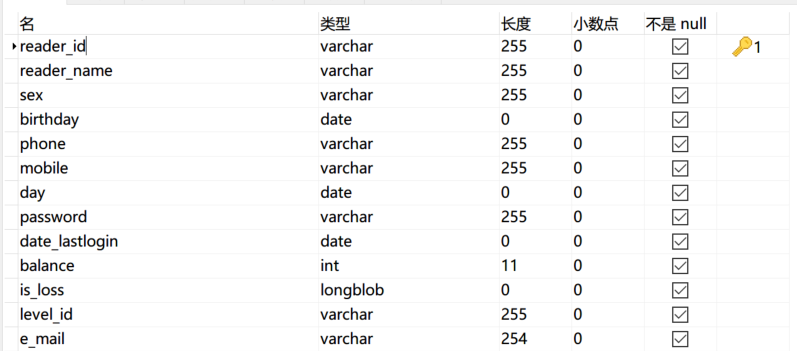 名 类型 长度 小数点 不是 null
reader_id varchar 255 0 1
reader_name varchar 255 0
sex varchar 255 0
birthday date 0 0
phone varchar 255 0
mobile varchar 255 0
day date 0 0
password varchar 255 0
date_lastlogin date 0 0
balance int 11 0
is_loss longblob 0 0
level_id varchar 255 0
e_mail varchar 254 0